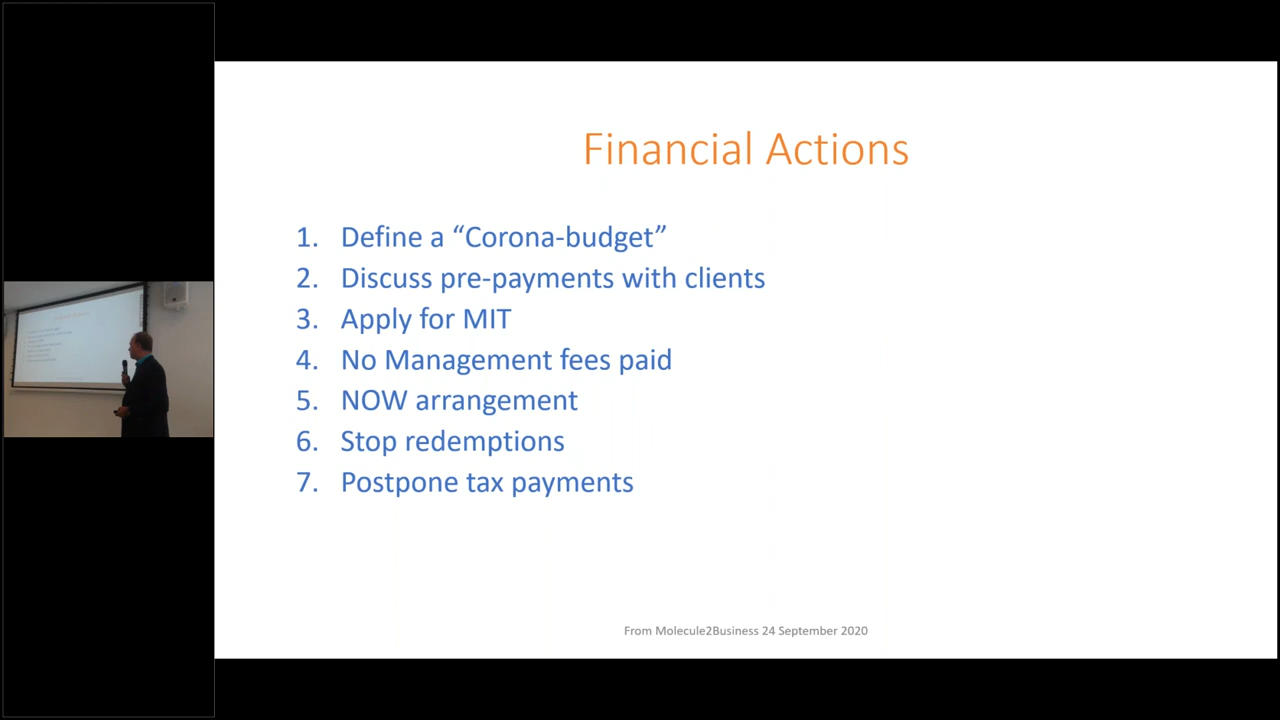 Financial Actions
1. Define a “Corona-budget”
2. Discuss pre-payments with clients
3. Apply for MIT
4. No Management fees paid
5. NOW arrangement
6. Stop redemptions
7. Postpone tax payments
From Molecule2Business 24 September 2020